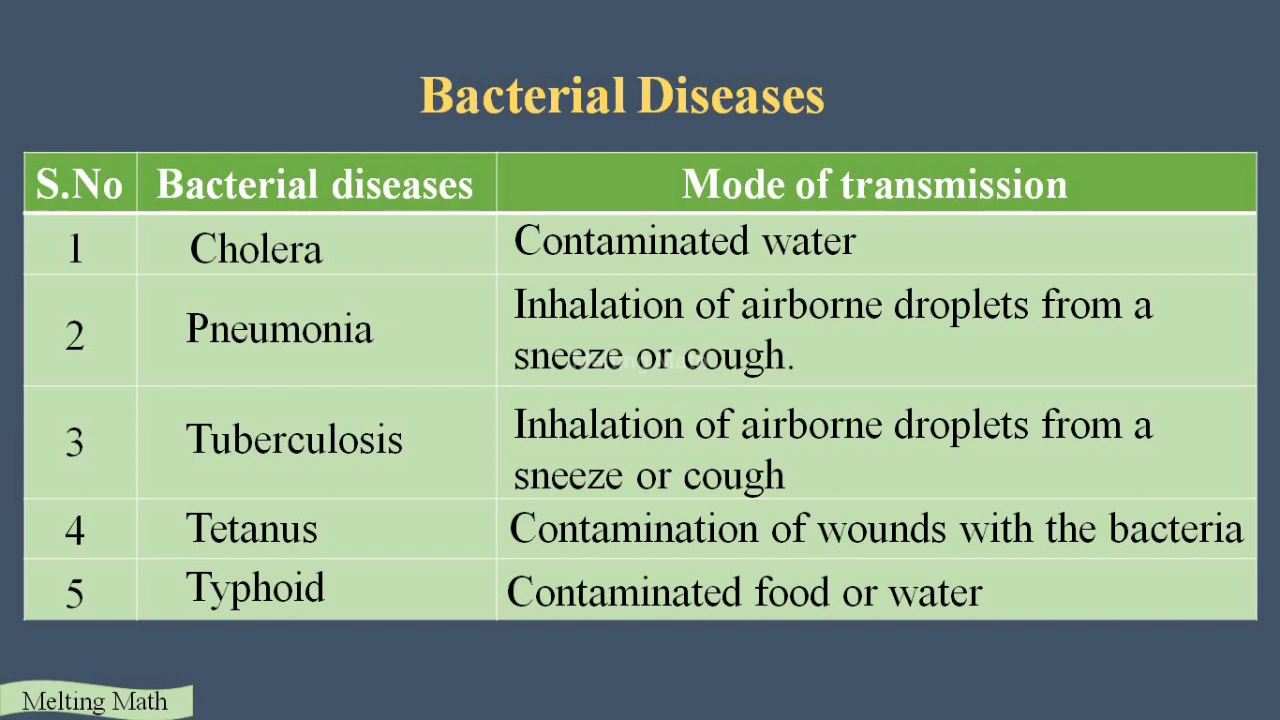 Bacterial Diseases
S.No Bacterial diseases Mode of transmission
1 Cholera Contaminated water
2 Pneumonia Inhalation of airborne droplets from a
sneeze or cough.
3 Tuberculosis Inhalation of airborne droplets from a
sneeze or cough
4 Tetanus Contamination of wounds with the bacteria
5 Typhoid Contaminated food or water
Melting Math